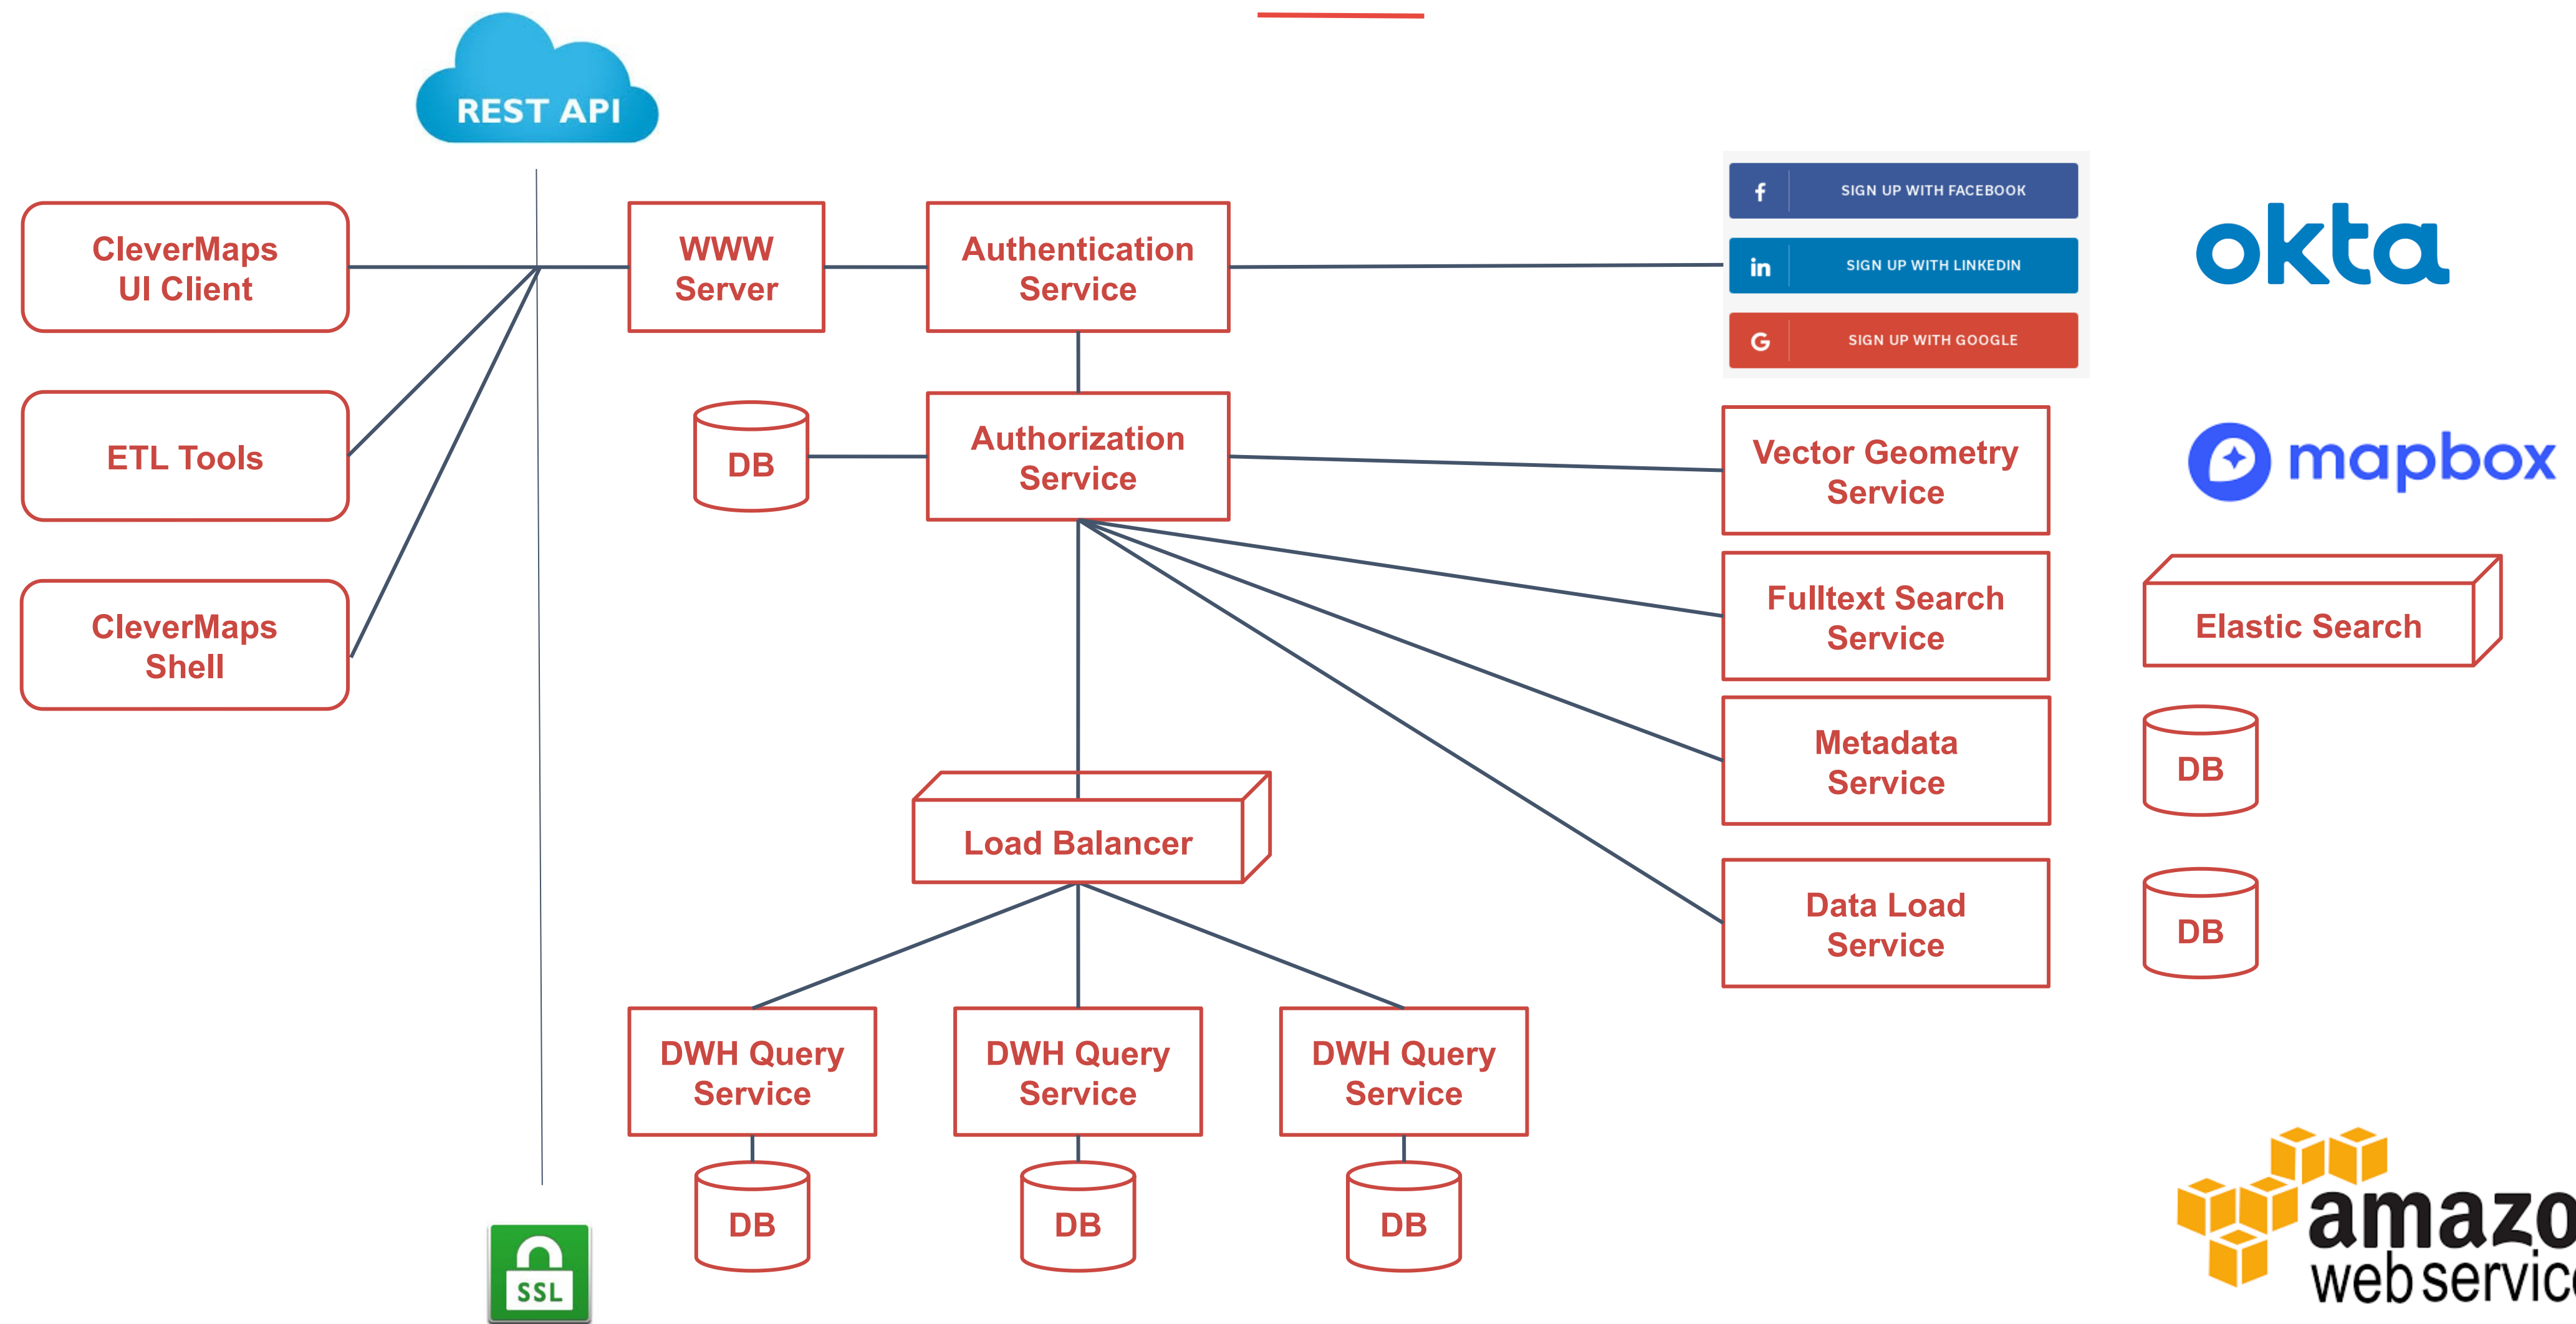 REST API
CleverMaps
UI Client
WWW
Server
Authentication
Service
f
SIGN UP WITH FACEBOOK
in
SIGN UP WITH LINKEDIN
G
SIGN UP WITH GOOGLE
okta
ETL Tools
DB
Authorization
Service
Vector Geometry
Service
mapbox
CleverMaps
Shell
Fulltext Search
Service
Elastic Search
Metadata
Service
DB
Load Balancer
Data Load
Service
DB
DWH Query
Service
DWH Query
Service
DWH Query
Service
DB
DB
DB
SSL
amazo
web service